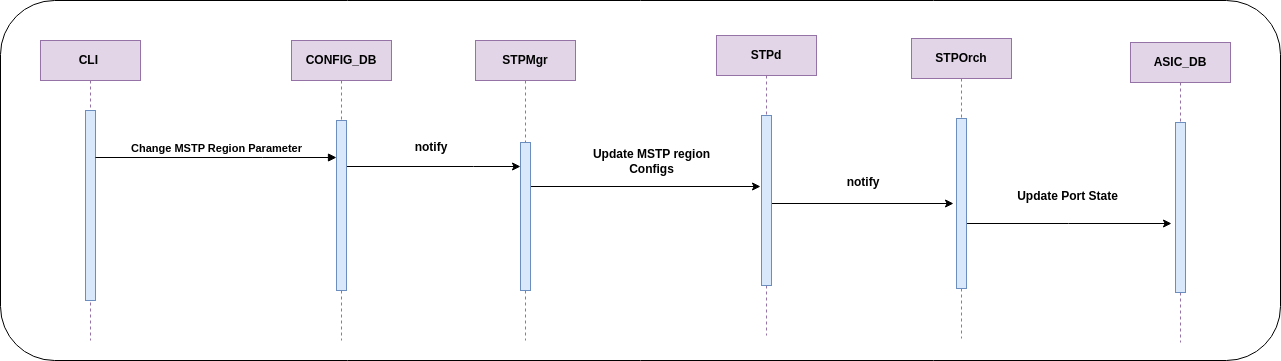 CLI
CONFIG_DB
STPMgr
STPd
STPOrch
ASIC_DB
Change MSTP Region Parameter
notify
Update MSTP region
Configs
notify
Update Port State